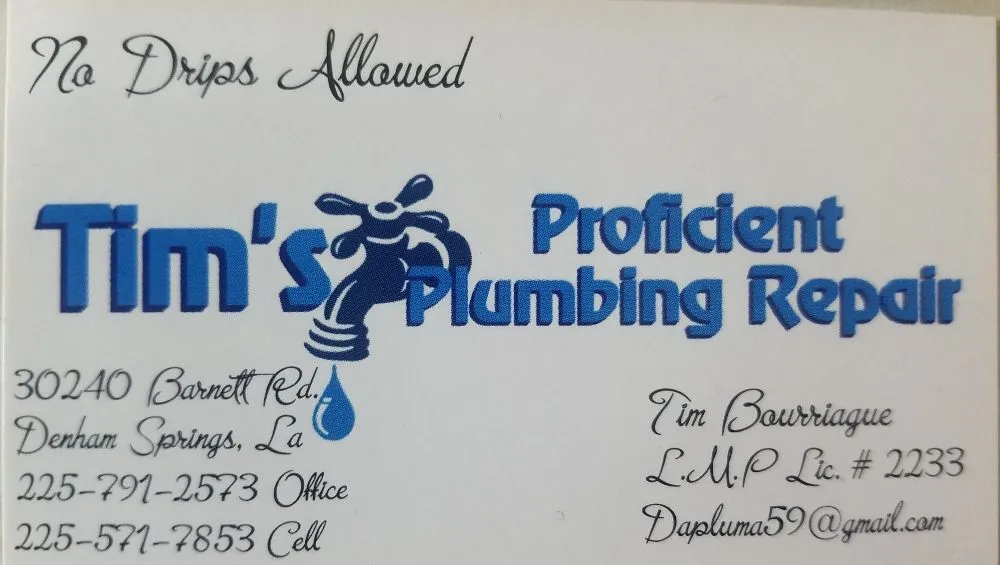 No Drips Allowed
Tim's
Proficient
Plumbing Repair
30240 Barnett Rd.
Denham Springs, La
225-791-2573 Office
225-571-7853 Cell
Tim Bourriague
L.M.P Lic. # 2233
Dapluma59@gmail.com